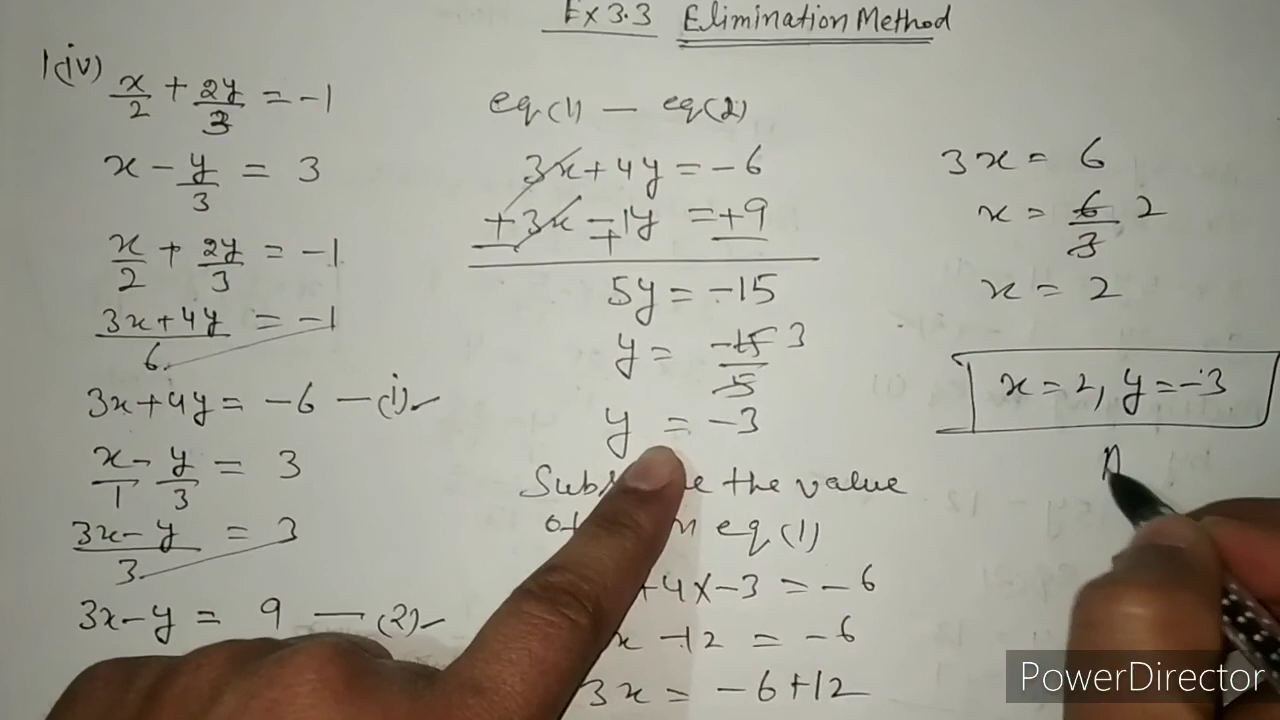 Ex 3.3 Elimination Method
1(iv) x/2 + 2y/3 = -1
x - y/3 = 3
x/2 + 2y/3 = -1
3x+4y/6 = -1
3x+4y = -6 —(i)
x/1 - y/3 = 3
3x-y/3 = 3
3x-y = 9 —(2)
eq(1) — eq(2)
3x+4y = -6
+3x -1y = +9
+
5y = -15
y = -15/5 3
y = -3
the value
eq(1)
+4x-3 = -6
x -12 = -6
3x = -6+12
3x = 6
x = 6/3 2
x = 2
x=2, y=-3
PowerDirector